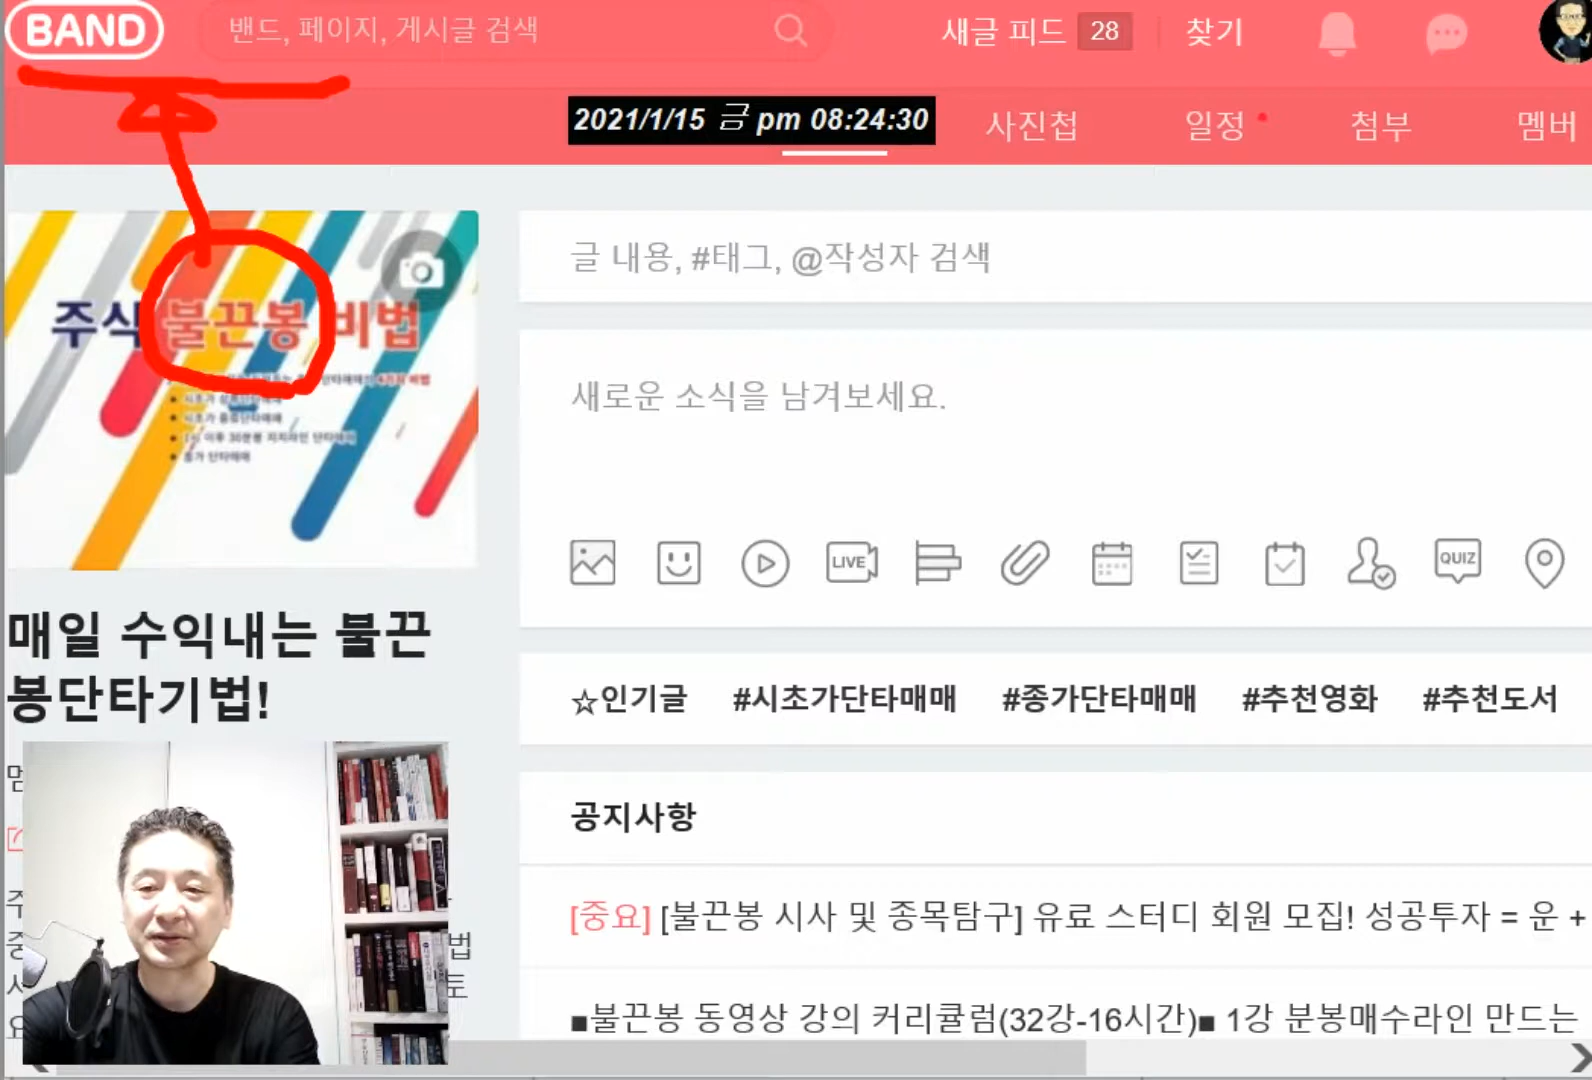 BAND
밴드, 페이지, 게시글 검색
새글 피드 28
찾기
2021/1/15 금 pm 08:24:30
사진첩
일정
첨부
멤버
주식 불끈봉 비법
글 내용, #태그, @작성자 검색
새로운 소식을 남겨보세요.
LIVE
QUIZ
매일 수익내는 불끈
봉단타기법!
☆인기글 #시초가단타매매 #종가단타매매 #추천영화 #추천도서
공지사항
[중요] [불끈봉 시사 및 종목탐구] 유료 스터디 회원 모집! 성공투자 = 운 +
■불끈봉 동영상 강의 커리큘럼(32강-16시간)■ 1강 분봉매수라인 만드는
법
토